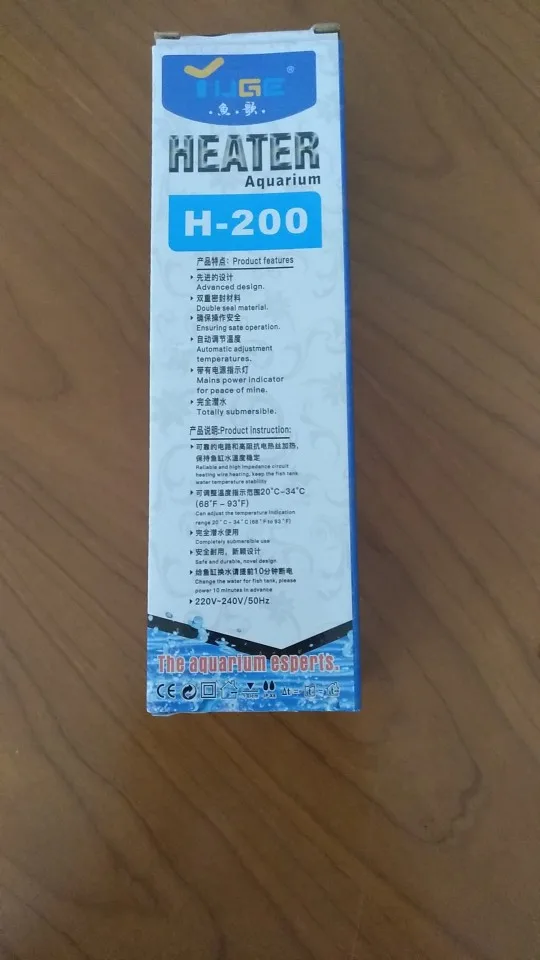 YUGE®
·魚·歌·
HEATER
Aquarium
H-200
产品特点: Product features
先进的设计
Advanced design.
双重密封材料
Double seal material.
确保操作安全
Ensuring sate operation.
自动调节温度
Automatic adjustment
temperatures.
带有电源指示灯
Mains power indicator
for peace of mine.
完全潜水
Totally submersible.
产品说明:Product Instruction:
可靠的电路和高阻抗电热丝加热,
保持鱼缸水温度稳定
Reliable and high impedance circuit
heating wire heating, keep the fish tank
water temperature stability
可调整温度指示范围20°C-34°C
(68°F - 93°F)
Can adjust the temperature indication
range 20°C - 34°C (68°F to 93°F)
完全潜水使用
Completely submersible use
安全耐用、新颖设计
Safe and durable, novel design
给鱼缸换水请提前10分钟断电
Change the water for fish tank, please
power 10 minutes in advance
220V~240V/50Hz
The aquarium esperts.
CE Δt =